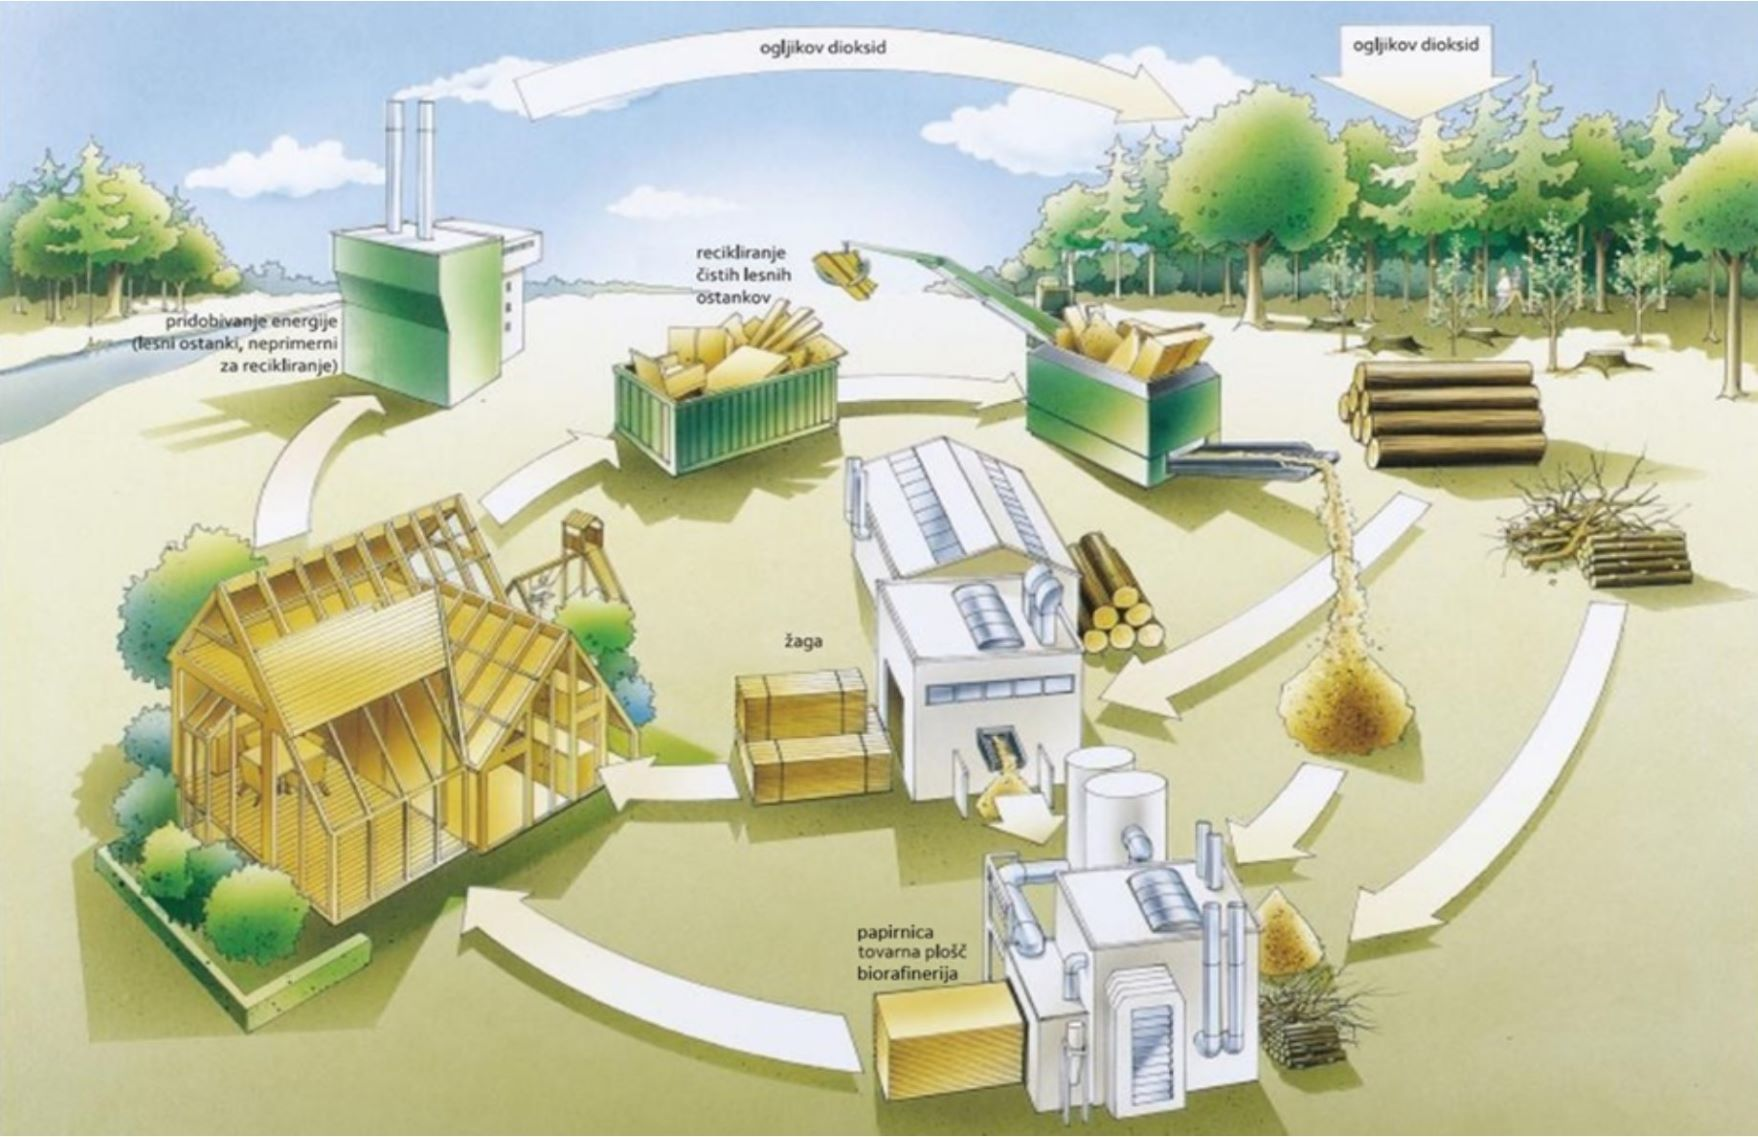 ogljikov dioksid
ogljikov dioksid
recikliranje
čistih lesnih
ostankov
pridobivanje energije
(lesni ostanki, neprimerni
za recikliranje)
žaga
papirnica
tovarna plošč
biorafinerija